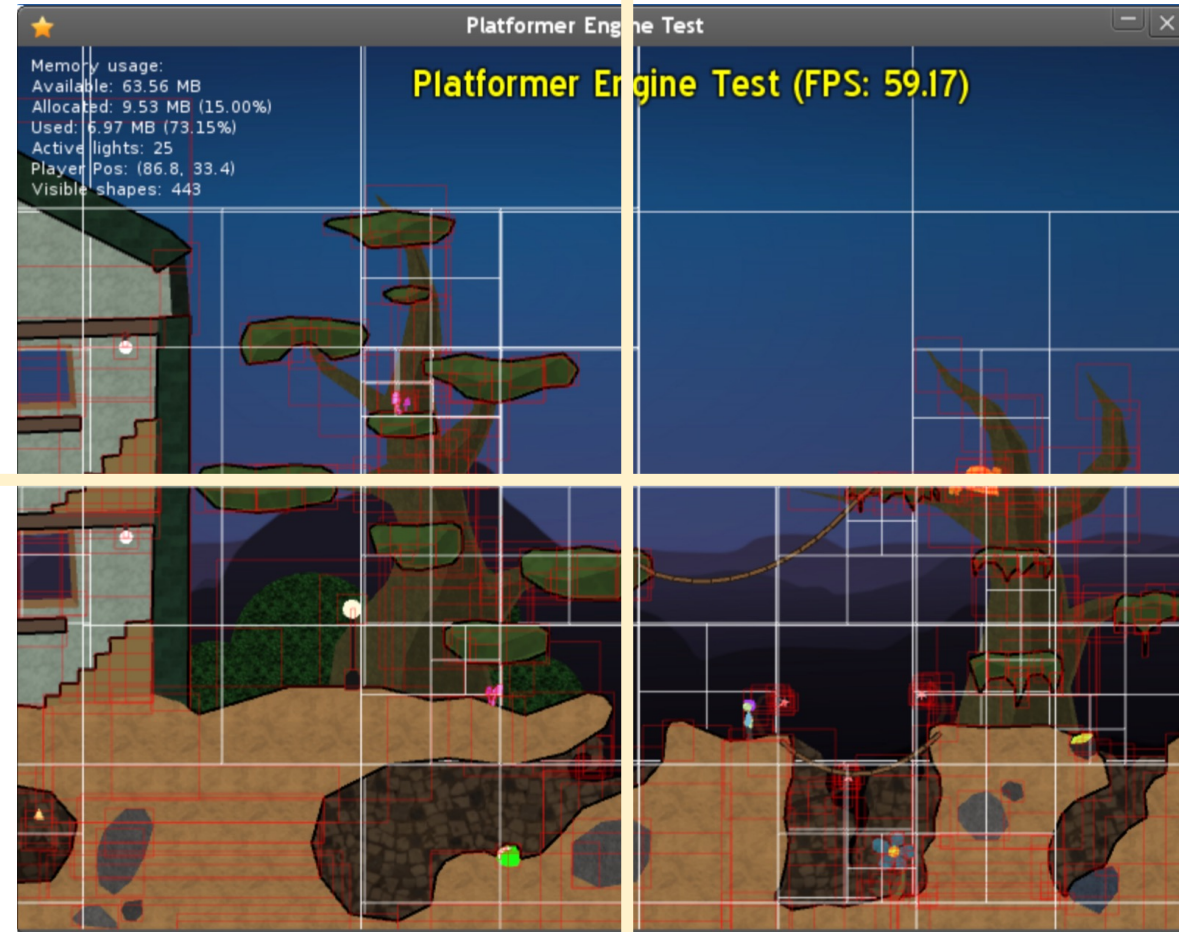 Platformer Engine Test
Memory usage:
Available: 63.56 MB
Allocated: 9.53 MB (15.00%)
Used: 6.97 MB (73.15%)
Active lights: 25
Player Pos: (86.8, 33.4)
Visible shapes: 443
Platformer Engine Test (FPS: 59.17)